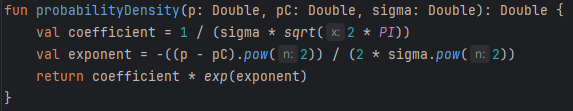 fun probabilityDensity(p: Double, pC: Double, sigma: Double): Double {
    val coefficient = 1 / (sigma * sqrt( x: 2 * PI))
    val exponent = -((p - pC).pow( n: 2)) / (2 * sigma.pow( n: 2))
    return coefficient * exp(exponent)
}